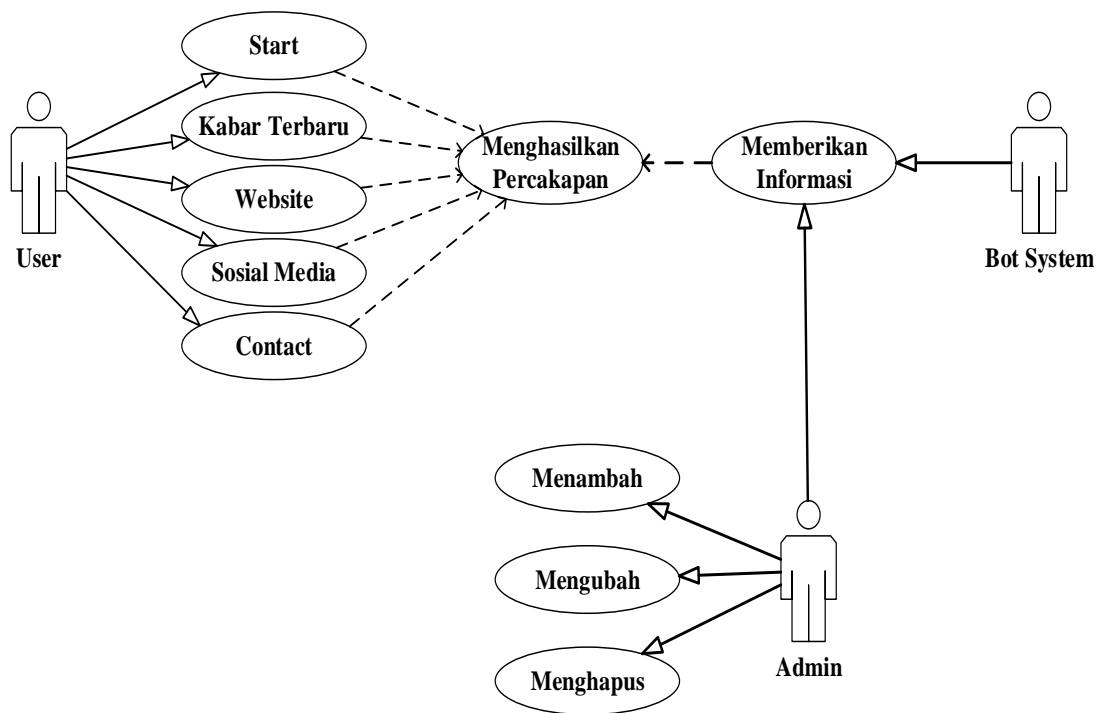 Start
Kabar Terbaru
Website
Sosial Media
Contact
User
Menghasilkan
Percakapan
Memberikan
Informasi
Bot System
Menambah
Mengubah
Menghapus
Admin